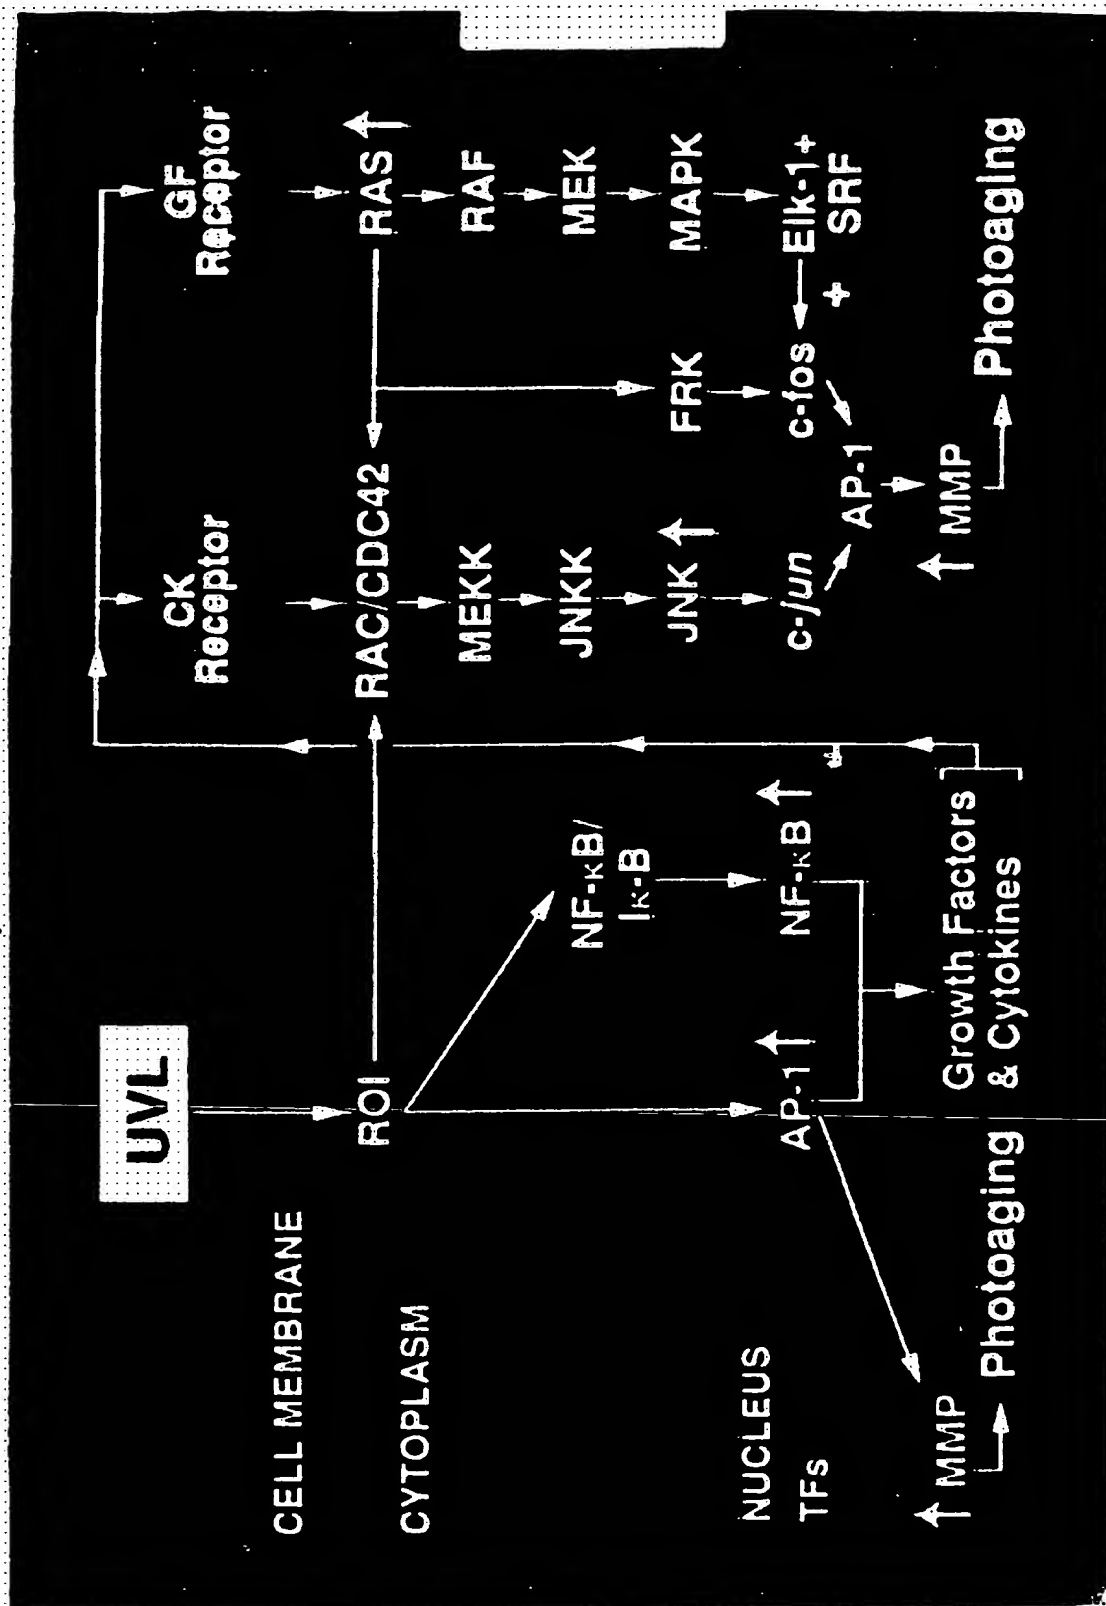 UVL
CK
Receptor
GF
Receptor
CELL MEMBRANE
ROI
RAC/CDC42
RAS
CYTOPLASM
MEKK
RAF
NF-κB/
Iκ-B
JNKK
MEK
JNK
FRK
MAPK
NUCLEUS
TFs
AP-1
NF-κB
c-jun
c-fos
Elk-1+
SRF
+
AP-1
MMP
Growth Factors
& Cytokines
MMP
Photoaging
Photoaging